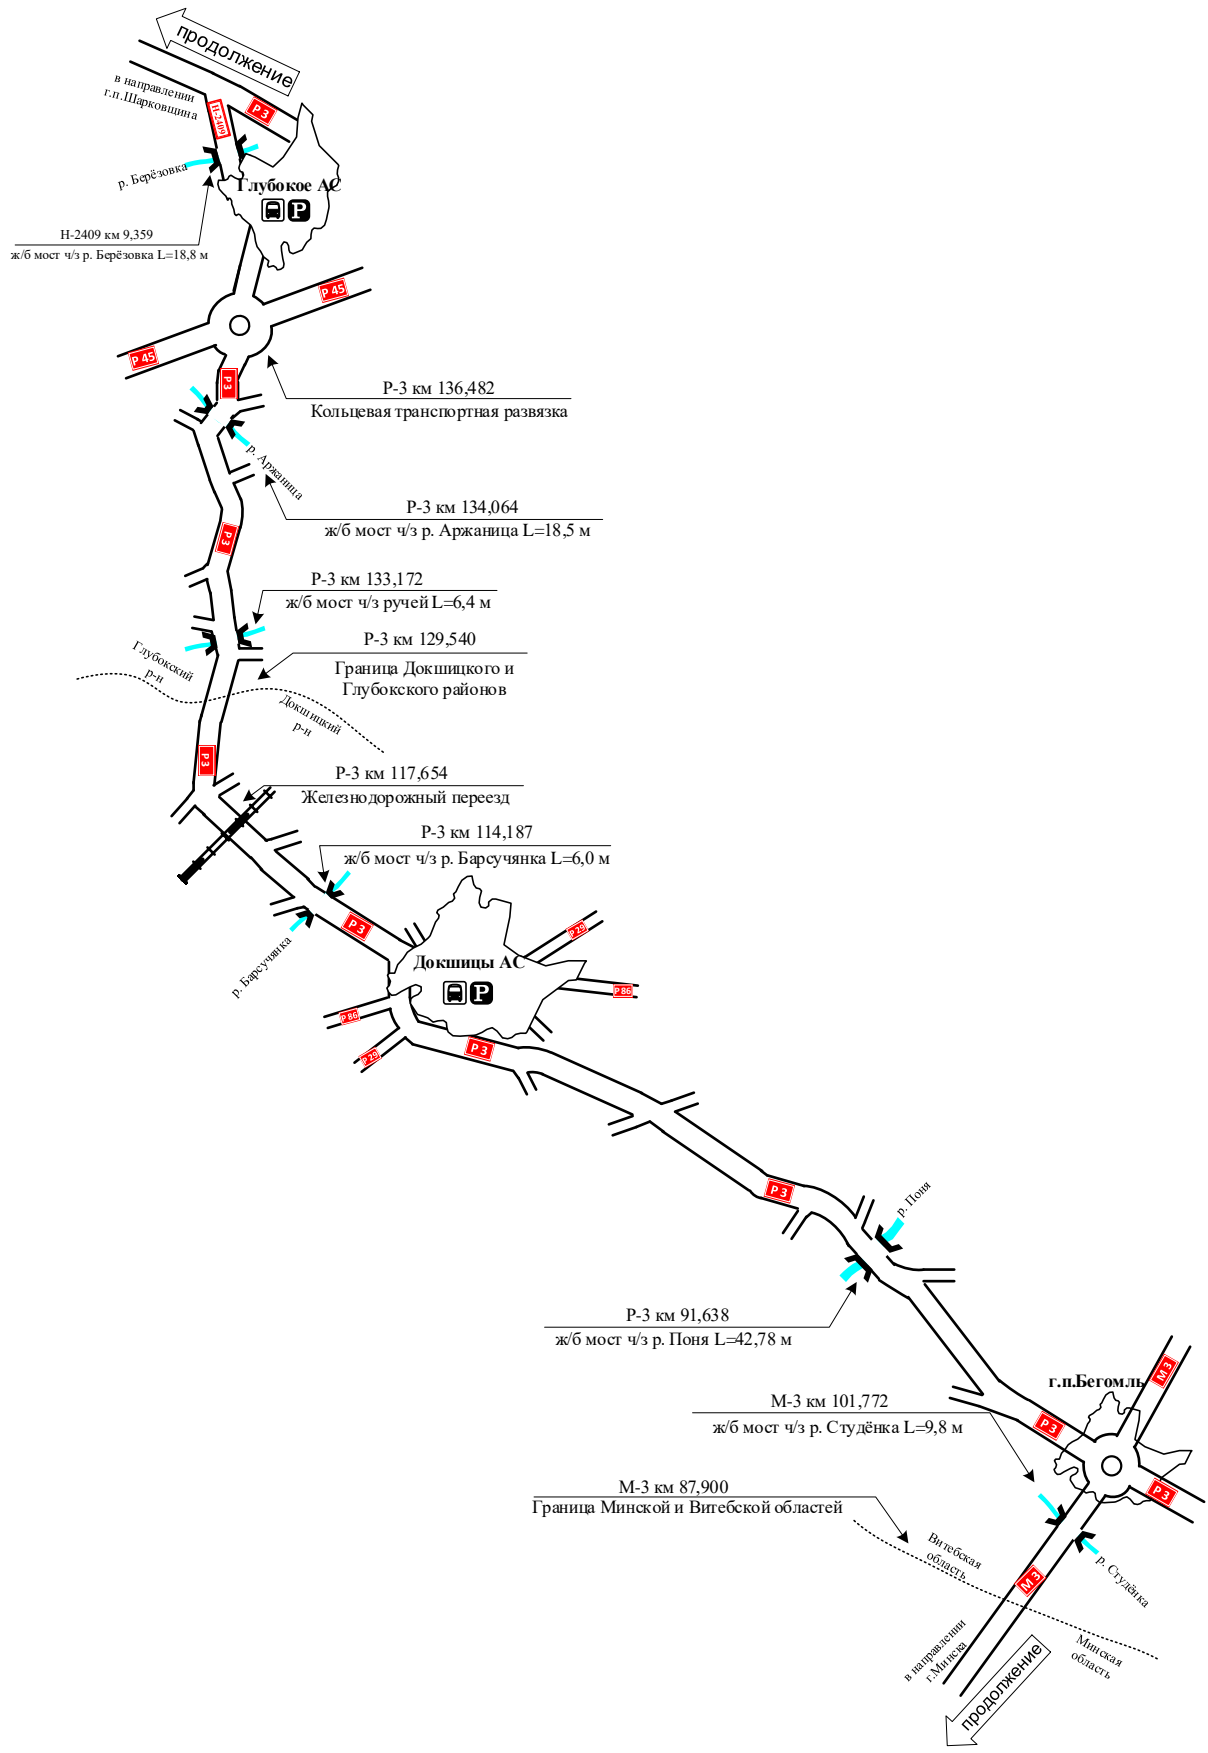 продолжение
в направлении
г.п.Шарковщина
Р 3
Н-2409
р. Берёзовка
Глубокое АС
P
Н-2409 км 9,359
ж/б мост ч/з р. Берёзовка L=18,8 м
Р 45
Р 45
Р 3
Р-3 км 136,482
Кольцевая транспортная развязка
р. Аржаница
Р-3 км 134,064
ж/б мост ч/з р. Аржаница L=18,5 м
Р 3
Р-3 км 133,172
ж/б мост ч/з ручей L=6,4 м
Р-3 км 129,540
Граница Докшицкого и
Глубокского районов
Глубокский
р-н
Докшицкий
р-н
Р 3
Р-3 км 117,654
Железнодорожный переезд
Р-3 км 114,187
ж/б мост ч/з р. Барсучянка L=6,0 м
Р 3
Р 29
р. Барсучянка
Докшицы АС
P
Р 86
Р 86
Р 29
Р 3
Р 3
р. Поня
Р-3 км 91,638
ж/б мост ч/з р. Поня L=42,78 м
М 3
г.п.Бегомль
М-3 км 101,772
ж/б мост ч/з р. Студёнка L=9,8 м
Р 3
Р 3
М-3 км 87,900
Граница Минской и Витебской областей
Витебская
область
р. Студёнка
М 3
Минская
область
в направлении
г.Минска
продолжение